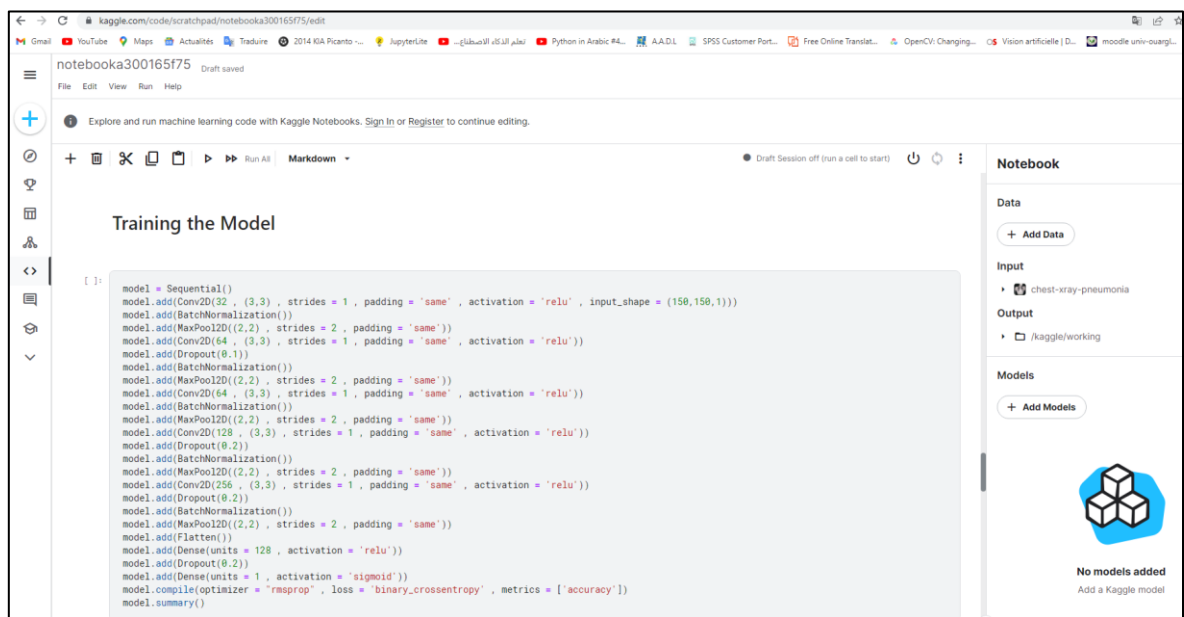 kaggle.com/code/scratchpad/notebooka300165f75/edit
Gmail YouTube Maps Actualités Traduire 2014 KIA Picanto -... JupyterLite تعلم الذكاء الاصطناع... Python in Arabic #4... A.A.D.L SPSS Customer Port... Free Online Translat... OpenCV: Changing... Vision artificielle | D... moodle univ-ouargl...
notebooka300165f75 Draft saved
File Edit View Run Help
Explore and run machine learning code with Kaggle Notebooks. Sign In or Register to continue editing.
Run All Markdown Draft Session off (run a cell to start)
Training the Model
[ ]:
model = Sequential()
model.add(Conv2D(32 , (3,3) , strides = 1 , padding = 'same' , activation = 'relu' , input_shape = (150,150,1)))
model.add(BatchNormalization())
model.add(MaxPool2D((2,2) , strides = 2 , padding = 'same'))
model.add(Conv2D(64 , (3,3) , strides = 1 , padding = 'same' , activation = 'relu'))
model.add(Dropout(0.1))
model.add(BatchNormalization())
model.add(MaxPool2D((2,2) , strides = 2 , padding = 'same'))
model.add(Conv2D(64 , (3,3) , strides = 1 , padding = 'same' , activation = 'relu'))
model.add(BatchNormalization())
model.add(MaxPool2D((2,2) , strides = 2 , padding = 'same'))
model.add(Conv2D(128 , (3,3) , strides = 1 , padding = 'same' , activation = 'relu'))
model.add(Dropout(0.2))
model.add(BatchNormalization())
model.add(MaxPool2D((2,2) , strides = 2 , padding = 'same'))
model.add(Conv2D(256 , (3,3) , strides = 1 , padding = 'same' , activation = 'relu'))
model.add(Dropout(0.2))
model.add(BatchNormalization())
model.add(MaxPool2D((2,2) , strides = 2 , padding = 'same'))
model.add(Flatten())
model.add(Dense(units = 128 , activation = 'relu'))
model.add(Dropout(0.2))
model.add(Dense(units = 1 , activation = 'sigmoid'))
model.compile(optimizer = "rmsprop" , loss = 'binary_crossentropy' , metrics = ['accuracy'])
model.summary()
Notebook
Data
+ Add Data
Input
chest-xray-pneumonia
Output
/kaggle/working
Models
+ Add Models
No models added
Add a Kaggle model